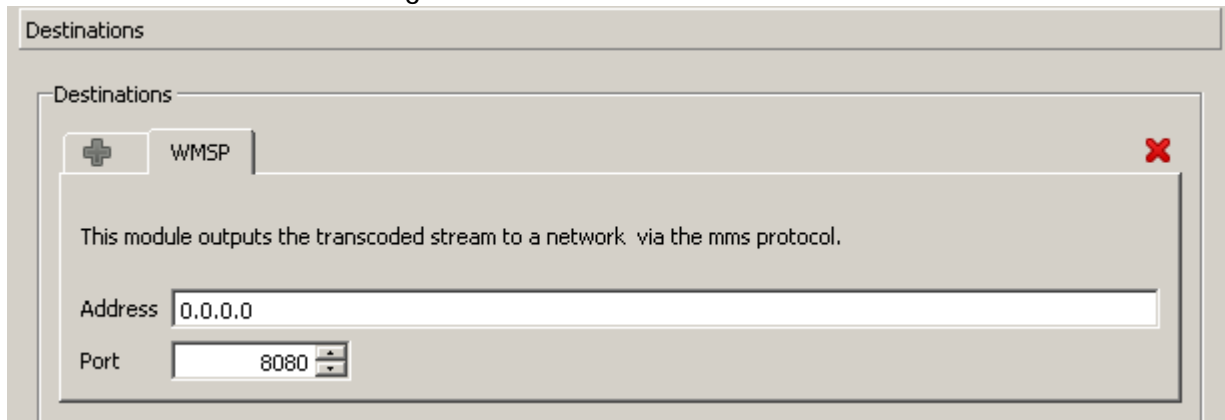 Destinations
Destinations
WMSP
This module outputs the transcoded stream to a network via the mms protocol.
Address 0.0.0.0
Port 8080